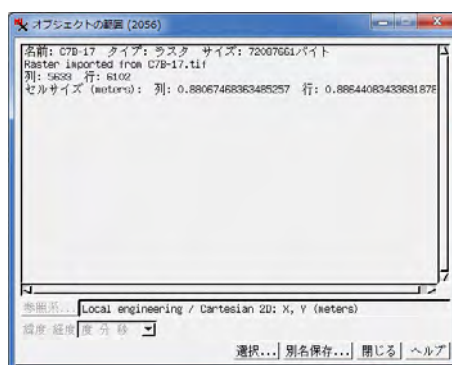 オブジェクトの範囲 (2056)
名前: C7B-17 タイプ: ラスタ サイズ: 72007661バイト
Raster imported from C7B-17.tif
列: 5633 行: 6102
セルサイズ (meters): 列: 0.88067468363485257 行: 0.88644083433691878
参照系... Local engineering / Cartesian 2D: X, Y (meters)
緯度 経度 度 分 秒
選択... 別名保存... 閉じる ヘルプ